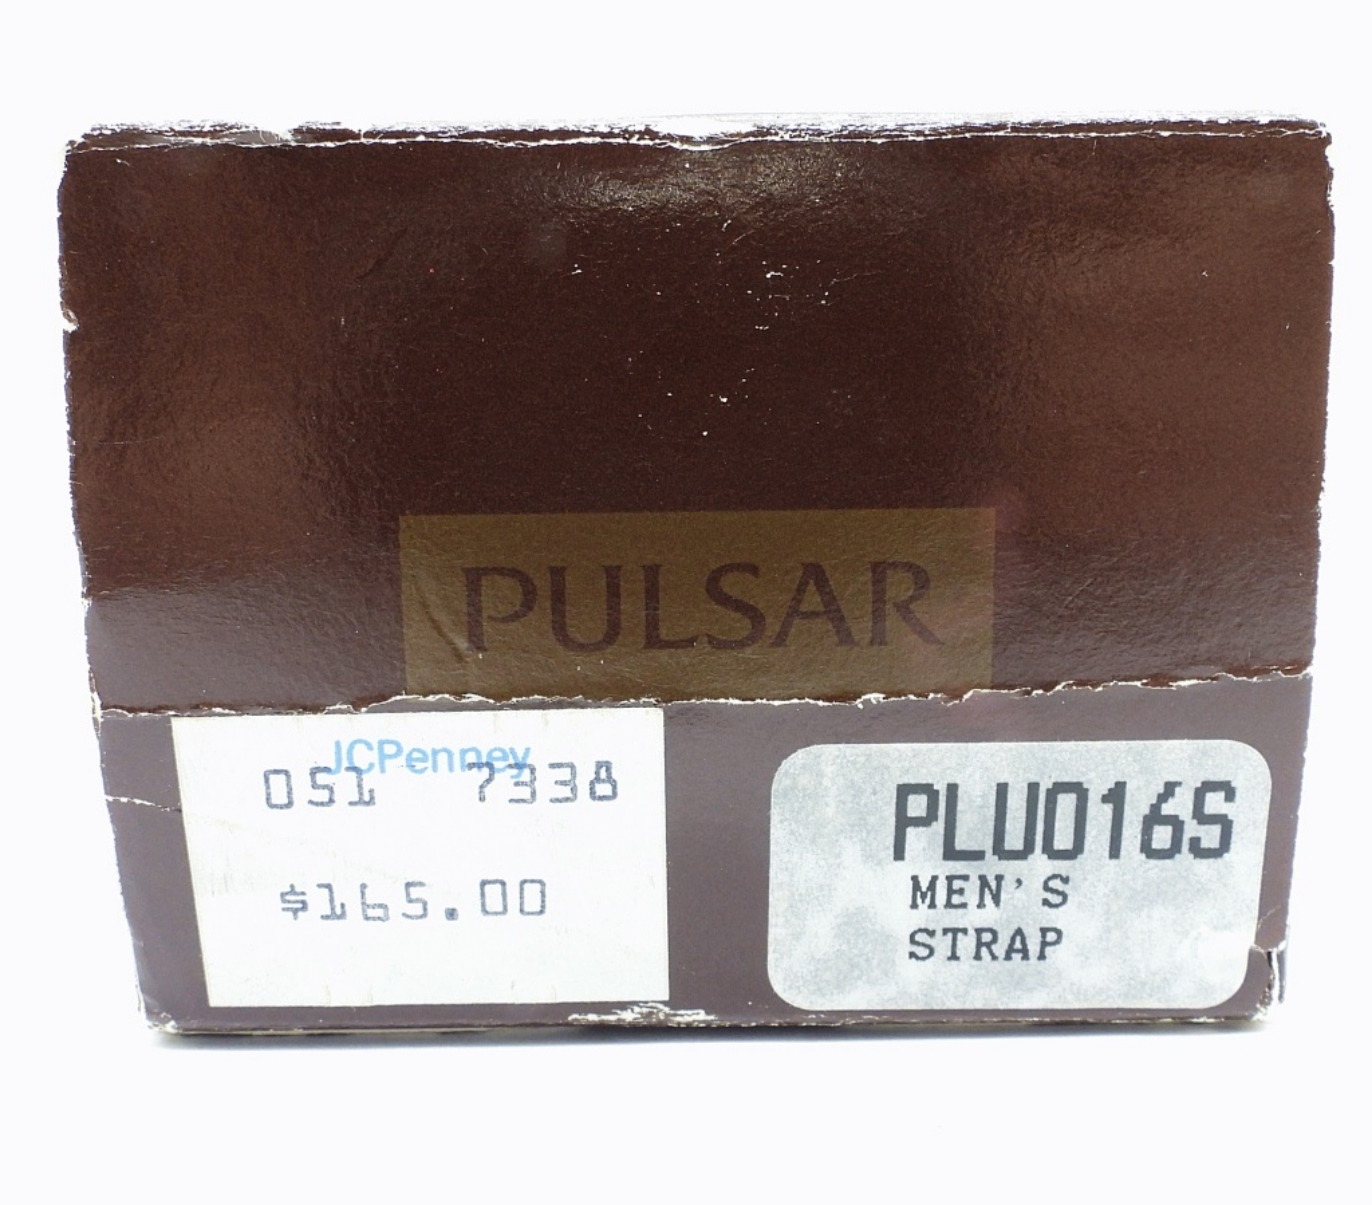 PULSAR
JCPenney
051 7338
$165.00
PLU016S
MEN'S
STRAP